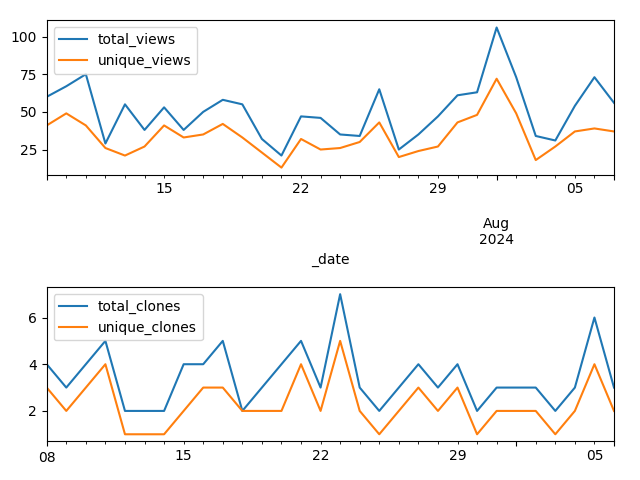 100
75
50
25
total_views
unique_views
15
22
29
05
Aug
2024
_date
6
4
2
total_clones
unique_clones
08
15
22
29
05